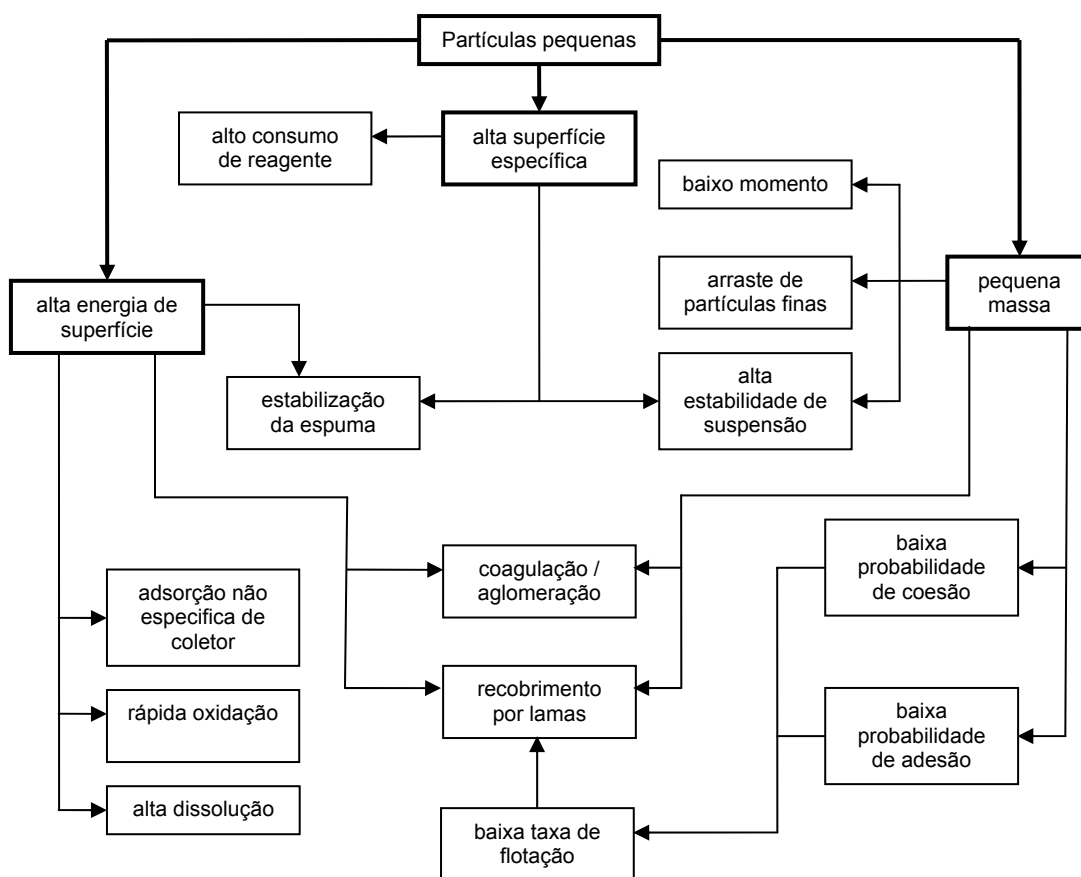 Partículas pequenas
alto consumo
de reagente
alta superfície
específica
baixo momento
arraste de
partículas finas
pequena
massa
alta energia de
superfície
estabilização
da espuma
alta
estabilidade de
suspensão
coagulação /
aglomeração
baixa
probabilidade
de coesão
adsorção não
especifica de
coletor
recobrimento
por lamas
rápida oxidação
baixa
probabilidade
de adesão
alta dissolução
baixa taxa de
flotação